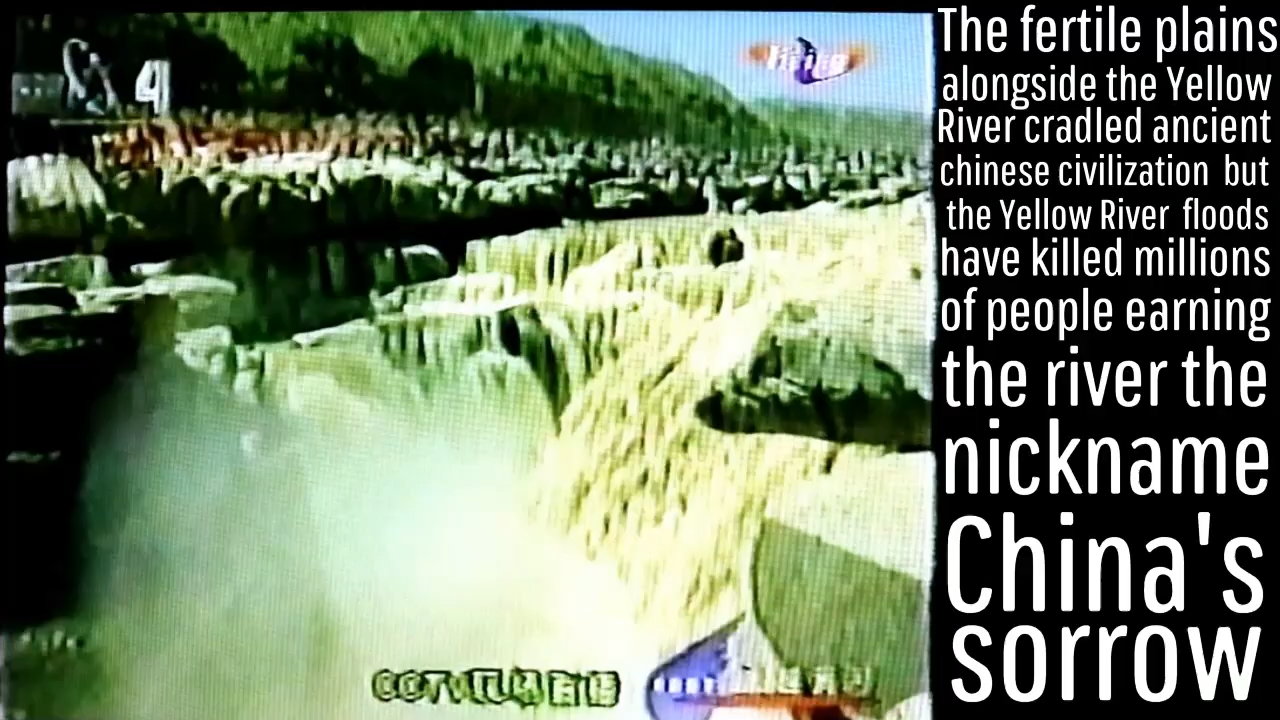 4
The fertile plains
alongside the Yellow
River cradled ancient
chinese civilization but
the Yellow River floods
have killed millions
of people earning
the river the
nickname
China's
sorrow